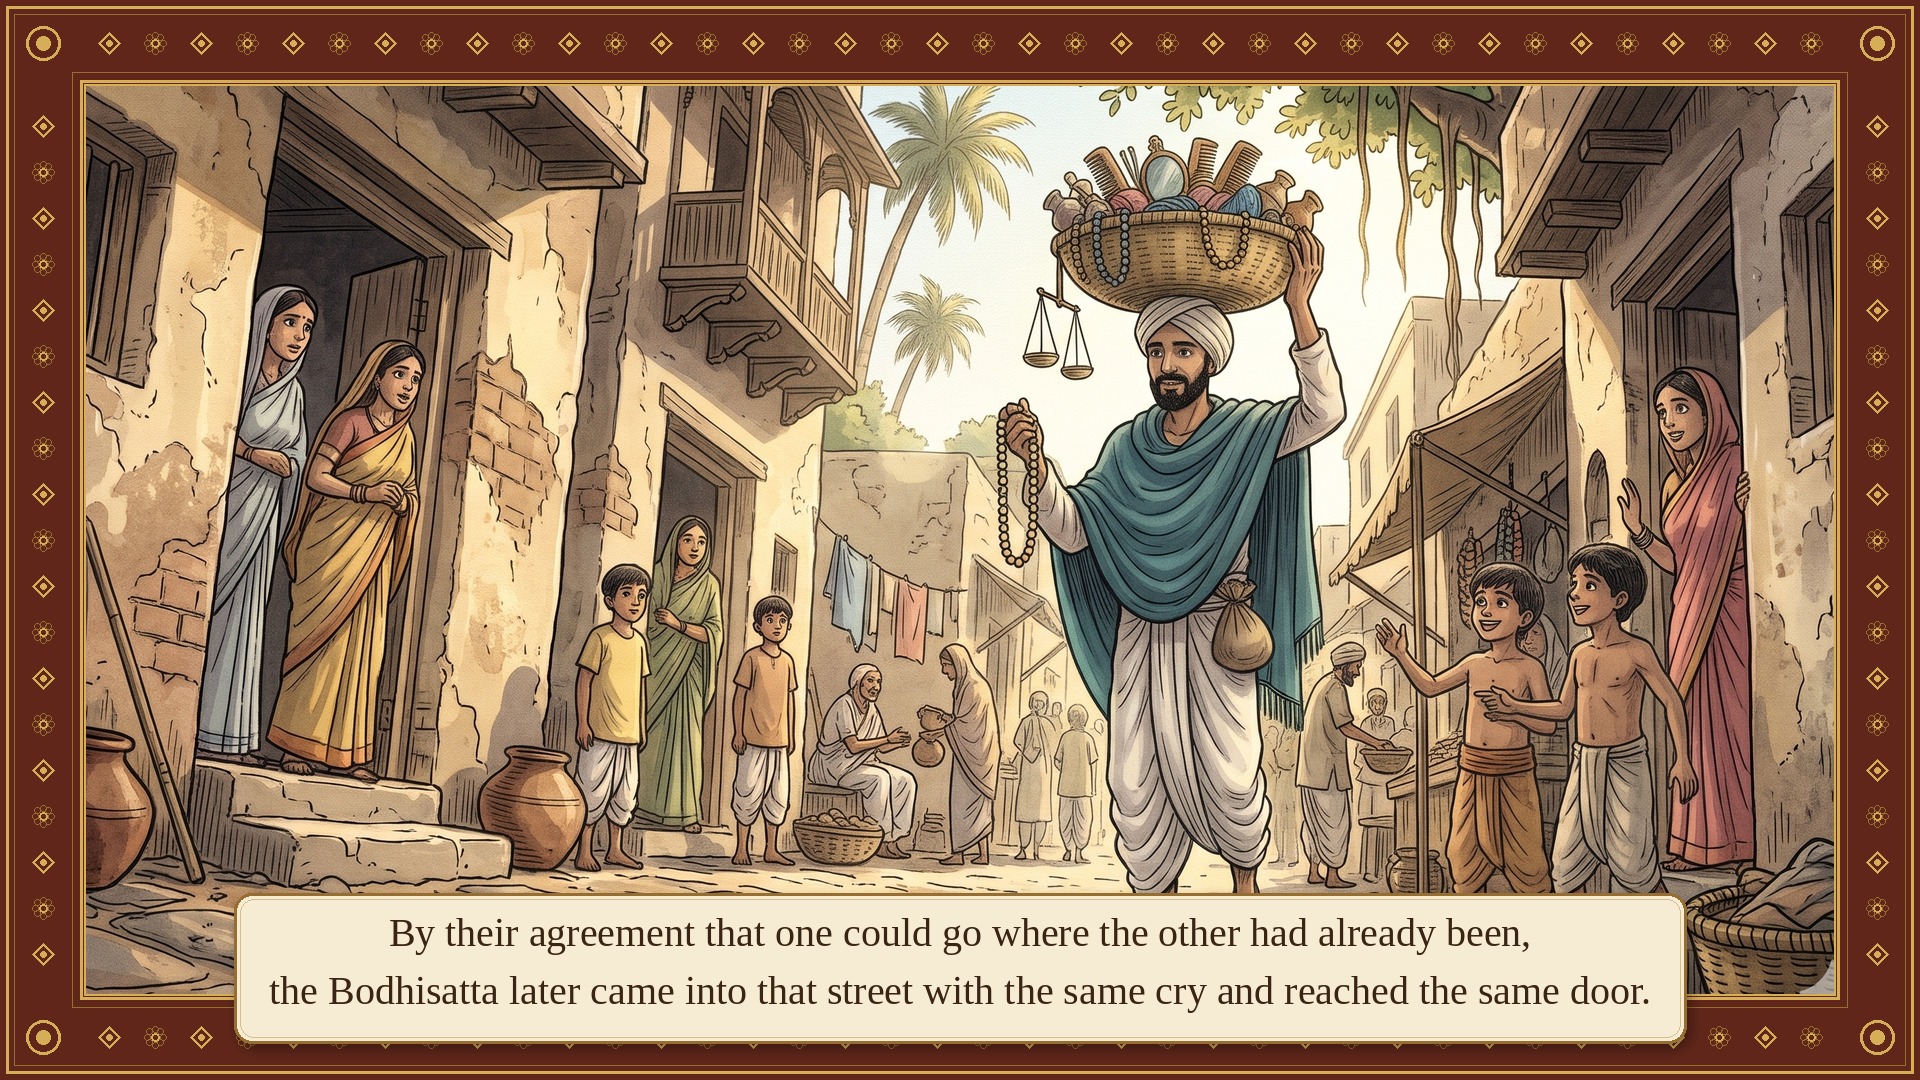 By their agreement that one could go where the other had already been,
the Bodhisatta later came into that street with the same cry and reached the same door.